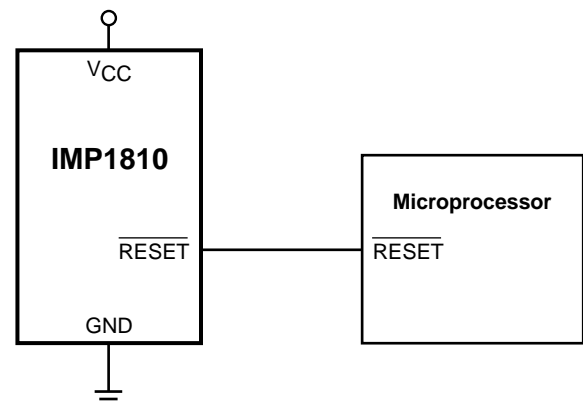 VCC
IMP1810
Microprocessor
RESET
RESET
GND